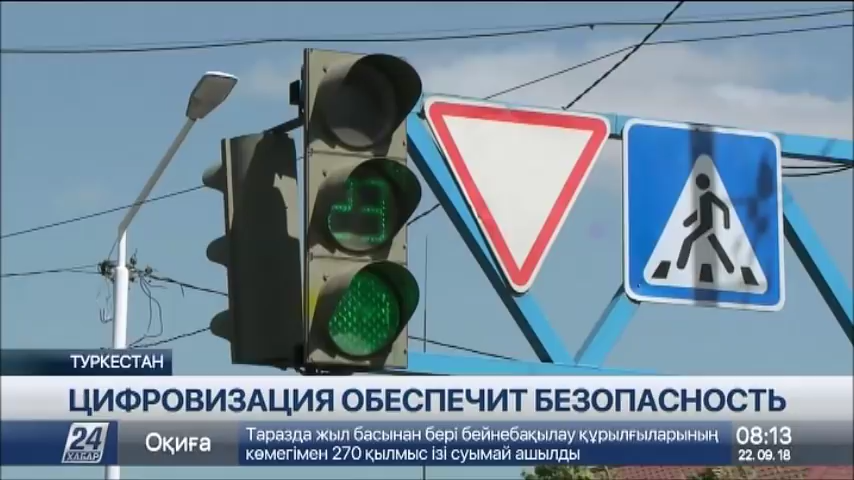 ТУРКЕСТАН
ЦИФРОВИЗАЦИЯ ОБЕСПЕЧИТ БЕЗОПАСНОСТЬ
24
ХАБАР
Оқиға
Таразда жыл басынан бері бейнебақылау құрылғыларының
көмегімен 270 қылмыс ізі суымай ашылды
08:13
22.09.18